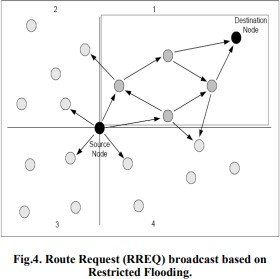 2
1
Destination
Node
Source
Node
3
4
Fig.4. Route Request (RREQ) broadcast based on
Restricted Flooding.